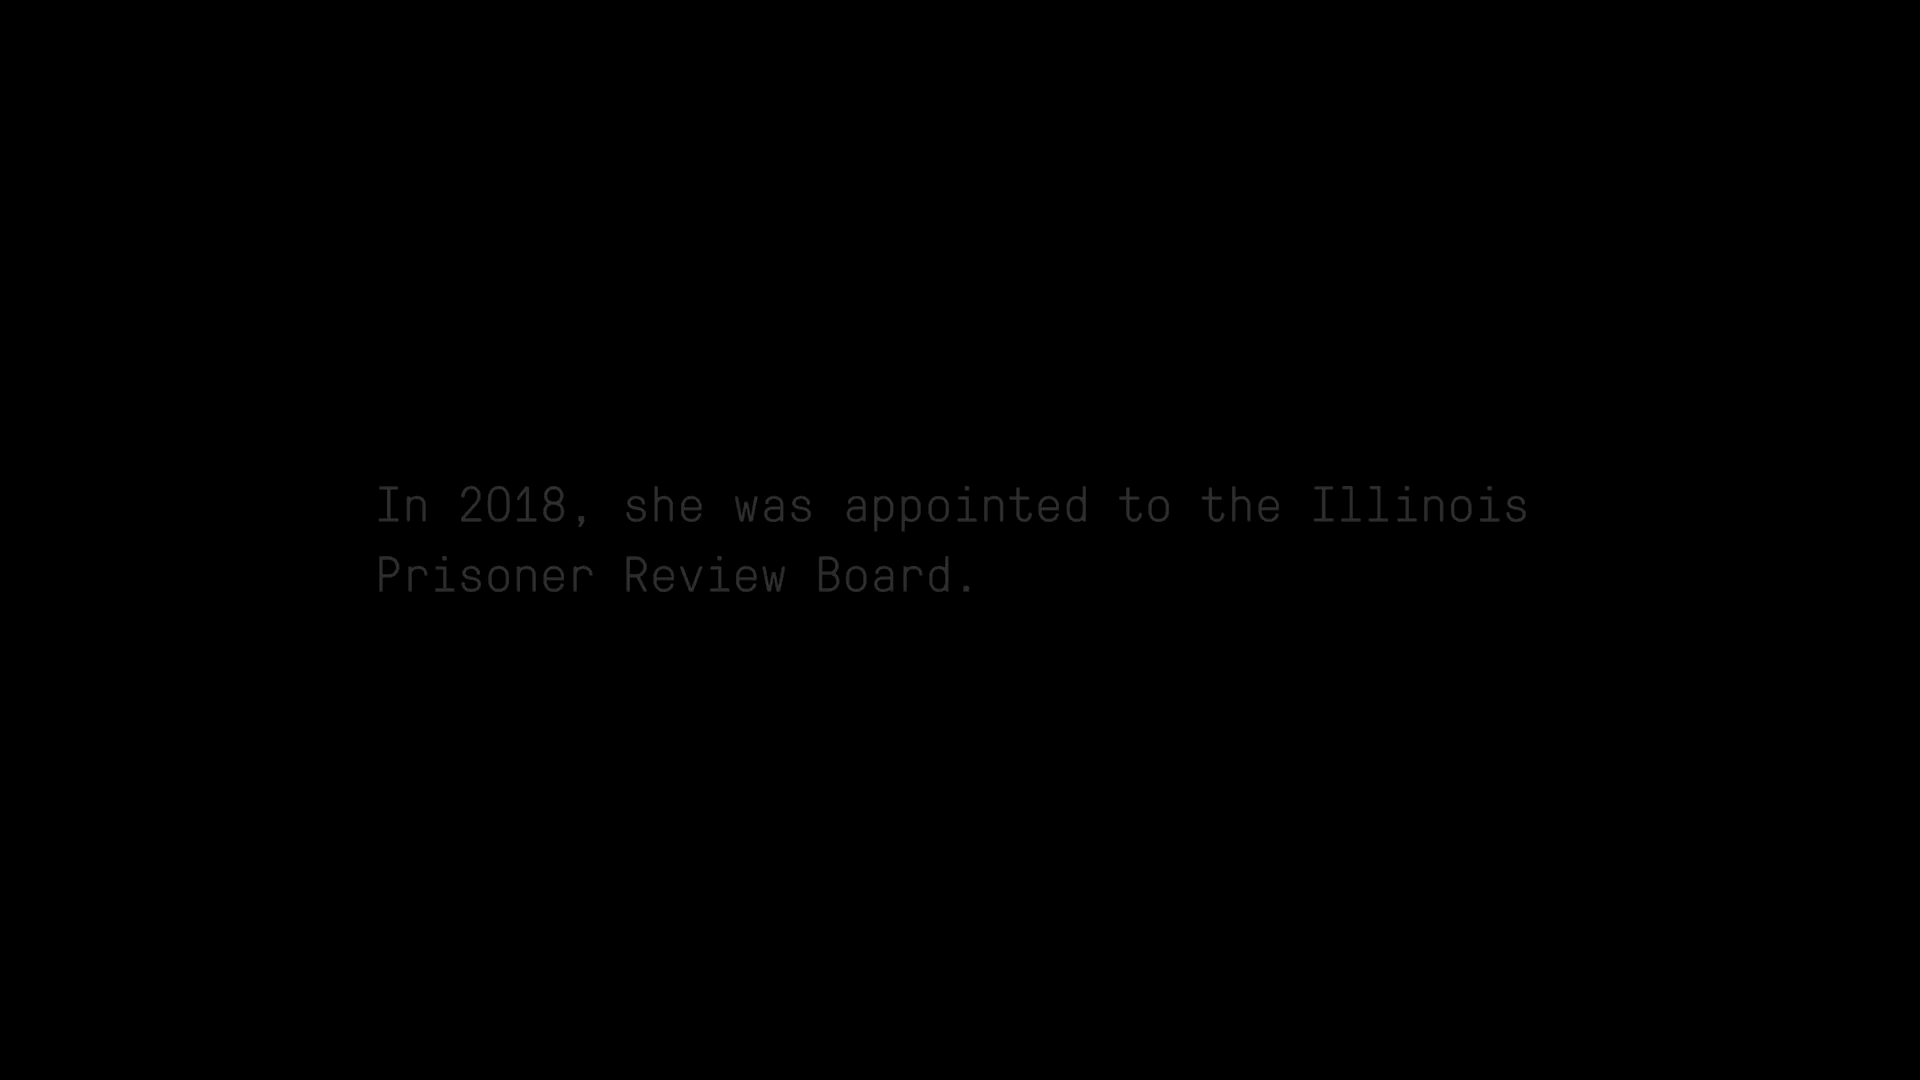 In 2018, she was appointed to the Illinois
Prisoner Review Board.